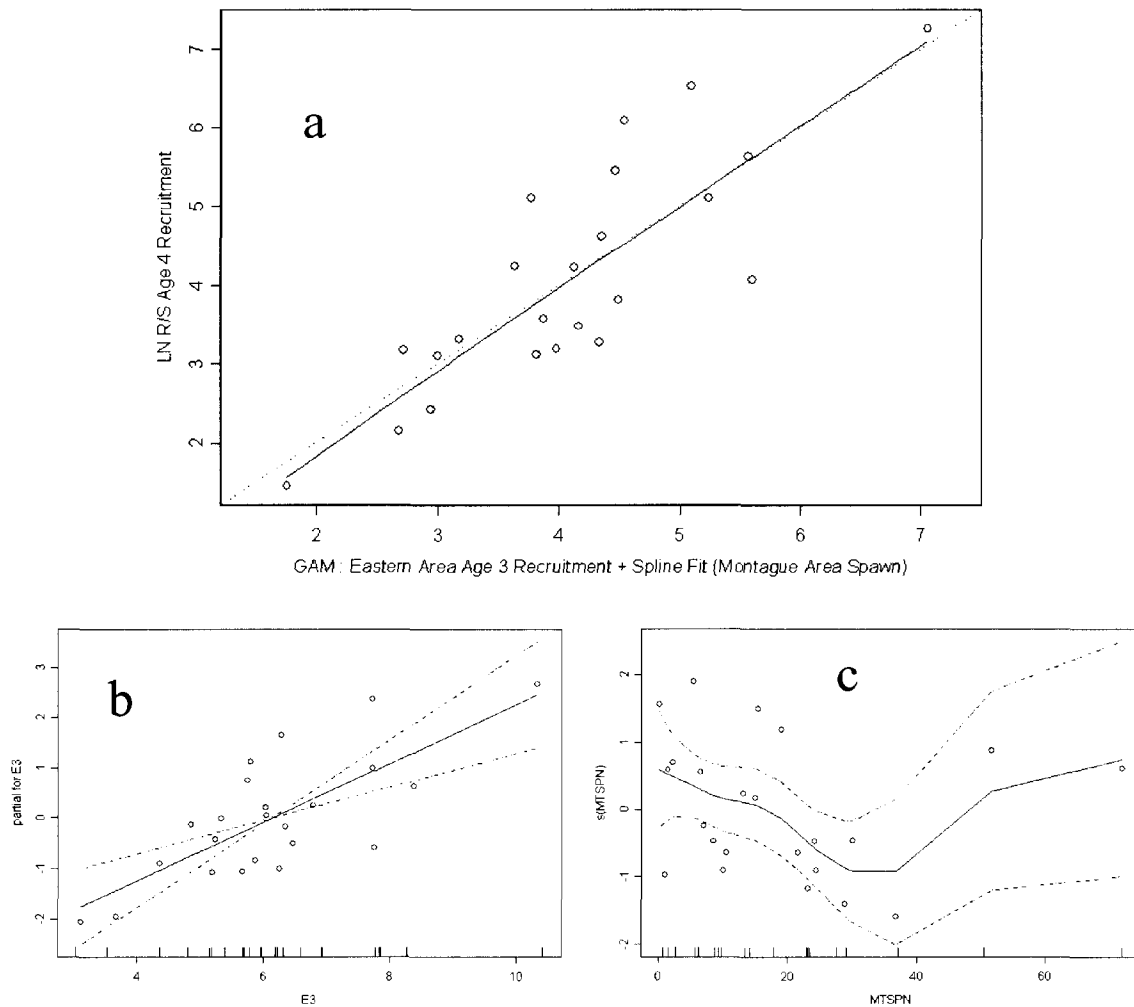 a
LN R/S Age 4 Recruitment
7
6
5
4
3
2
2 3 4 5 6 7
GAM : Eastern Area Age 3 Recruitment + Spline Fit (Montague Area Spawn)
b
partial for E3
3
2
1
0
-1
-2
4 6 8 10
E3
c
s(MTSPN)
2
1
0
-1
-2
0 20 40 60
MTSPN